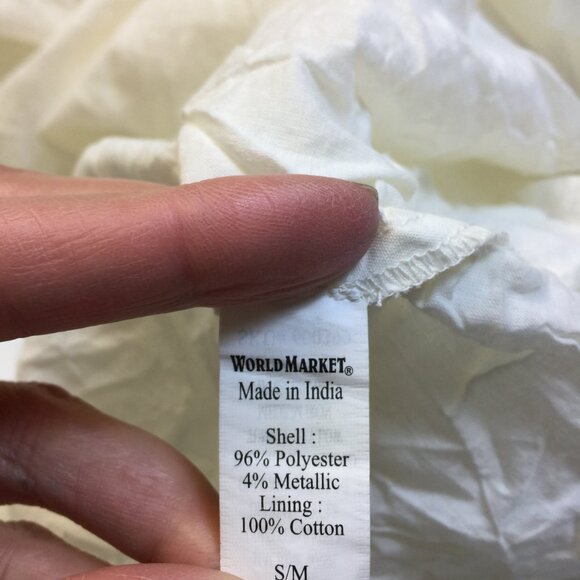 WORLD MARKET®
Made in India
Shell :
96% Polyester
4% Metallic
Lining :
100% Cotton
S/M